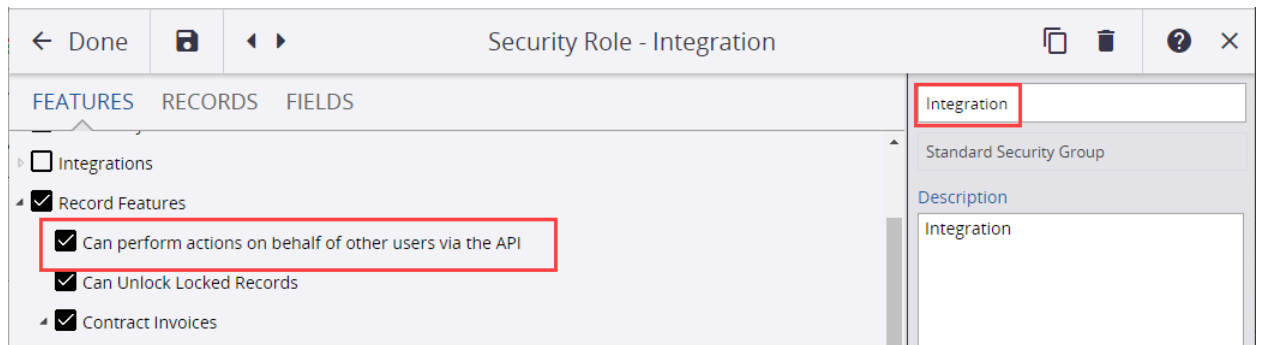 Done
Security Role - Integration
FEATURES RECORDS FIELDS
Integrations
Record Features
Can perform actions on behalf of other users via the API
Can Unlock Locked Records
Contract Invoices
Integration
Standard Security Group
Description
Integration